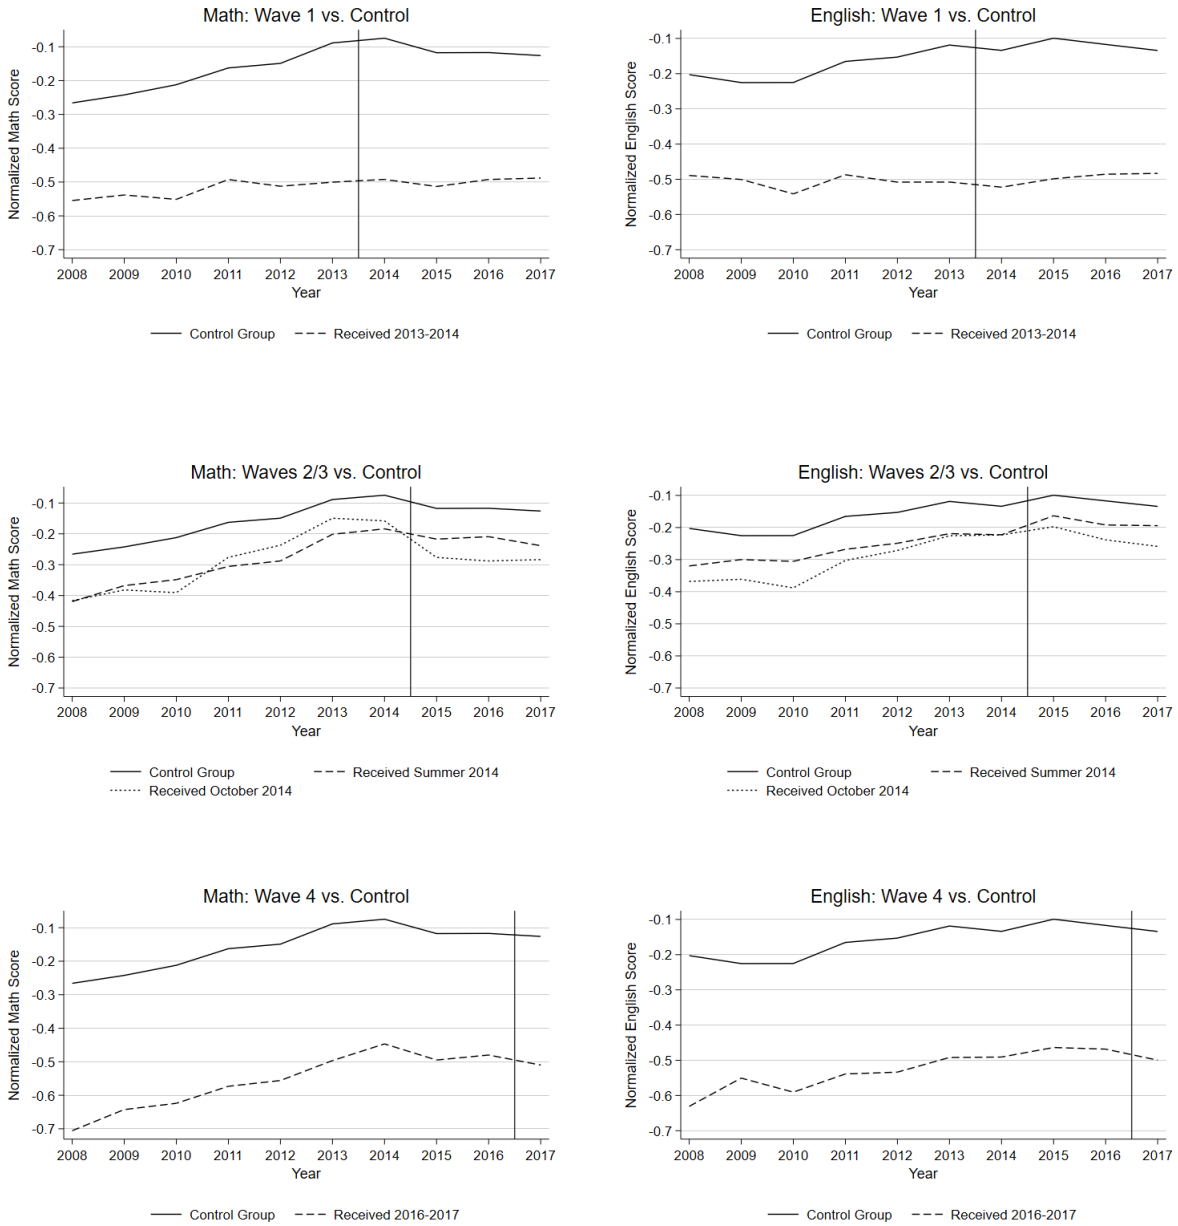 Math: Wave 1 vs. Control
Normalized Math Score
-0.1
-0.2
-0.3
-0.4
-0.5
-0.6
-0.7
2008 2009 2010 2011 2012 2013 2014 2015 2016 2017
Year
Control Group Received 2013-2014
English: Wave 1 vs. Control
Normalized English Score
-0.1
-0.2
-0.3
-0.4
-0.5
-0.6
-0.7
2008 2009 2010 2011 2012 2013 2014 2015 2016 2017
Year
Control Group Received 2013-2014
Math: Waves 2/3 vs. Control
Normalized Math Score
-0.1
-0.2
-0.3
-0.4
-0.5
-0.6
-0.7
2008 2009 2010 2011 2012 2013 2014 2015 2016 2017
Year
Control Group Received Summer 2014
Received October 2014
English: Waves 2/3 vs. Control
Normalized English Score
-0.1
-0.2
-0.3
-0.4
-0.5
-0.6
-0.7
2008 2009 2010 2011 2012 2013 2014 2015 2016 2017
Year
Control Group Received Summer 2014
Received October 2014
Math: Wave 4 vs. Control
Normalized Math Score
-0.1
-0.2
-0.3
-0.4
-0.5
-0.6
-0.7
2008 2009 2010 2011 2012 2013 2014 2015 2016 2017
Year
Control Group Received 2016-2017
English: Wave 4 vs. Control
Normalized English Score
-0.1
-0.2
-0.3
-0.4
-0.5
-0.6
-0.7
2008 2009 2010 2011 2012 2013 2014 2015 2016 2017
Year
Control Group Received 2016-2017